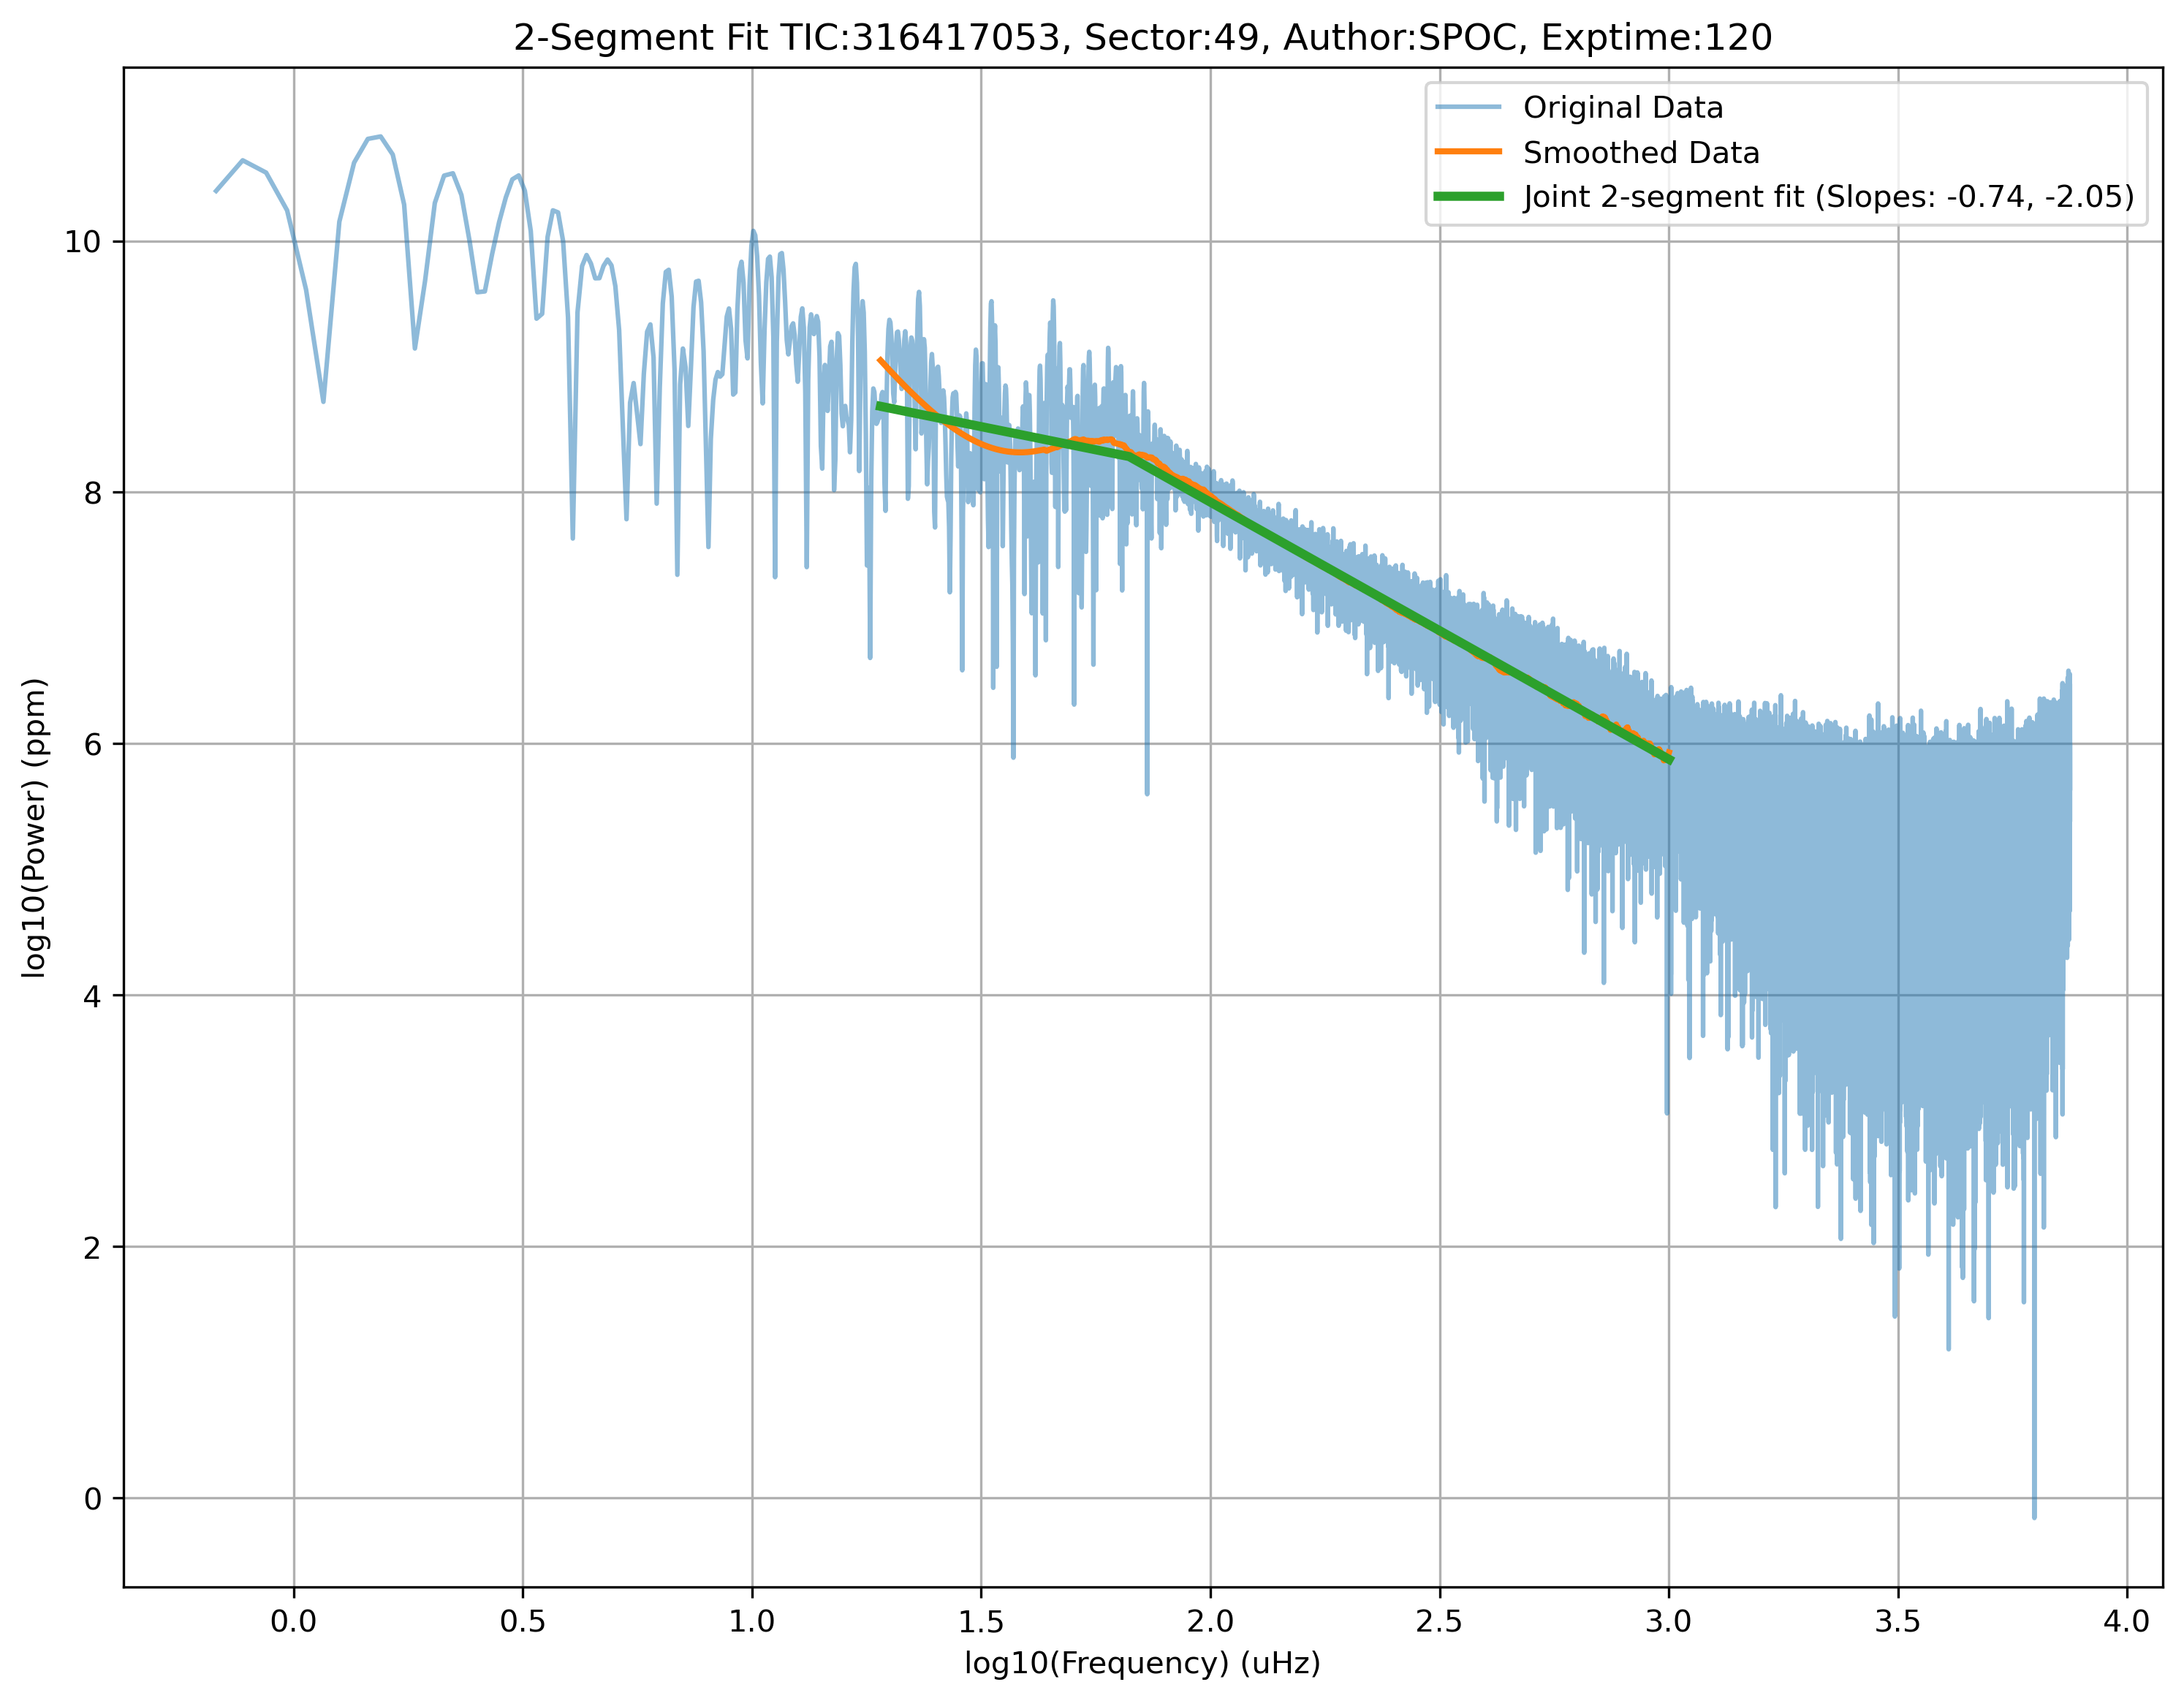 2-Segment Fit TIC:316417053, Sector:49, Author:SPOC, Exptime:120
Original Data
Smoothed Data
Joint 2-segment fit (Slopes: -0.74, -2.05)
log10(Power) (ppm)
10
8
6
4
2
0
0.0 0.5 1.0 1.5 2.0 2.5 3.0 3.5 4.0
log10(Frequency) (uHz)